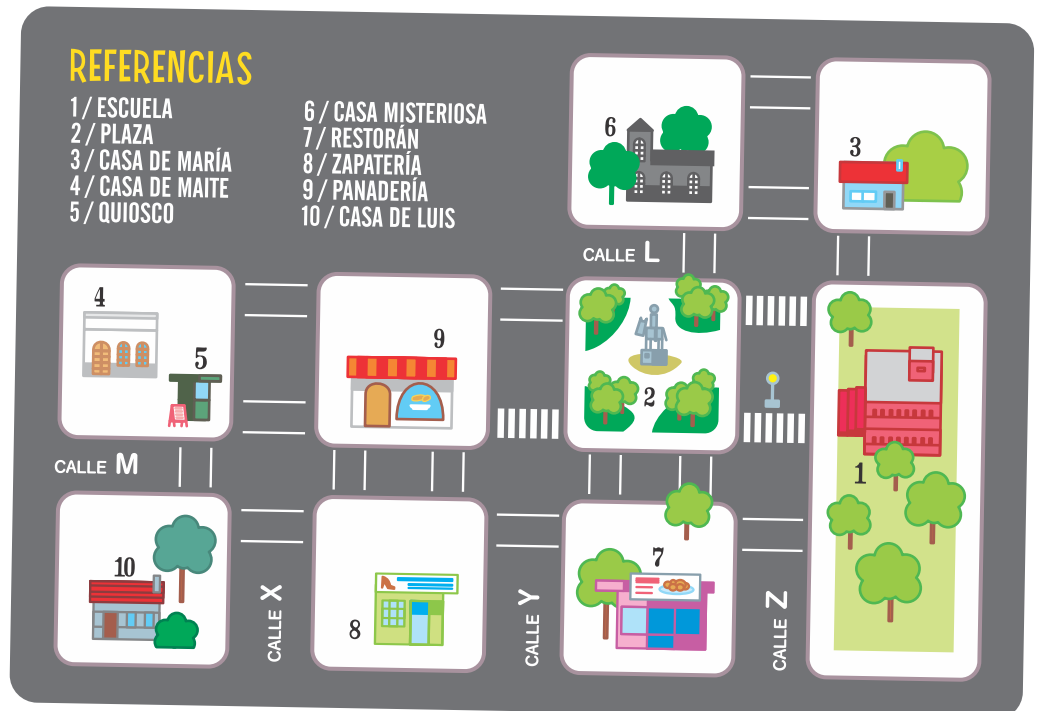 REFERENCIAS
1 / ESCUELA
2 / PLAZA
3 / CASA DE MARÍA
4 / CASA DE MAITE
5 / QUIOSCO
6 / CASA MISTERIOSA
7 / RESTORÁN
8 / ZAPATERÍA
9 / PANADERÍA
10 / CASA DE LUIS
6
3
CALLE L
4
5
9
2
1
CALLE M
10
CALLE X
8
CALLE Y
7
CALLE Z